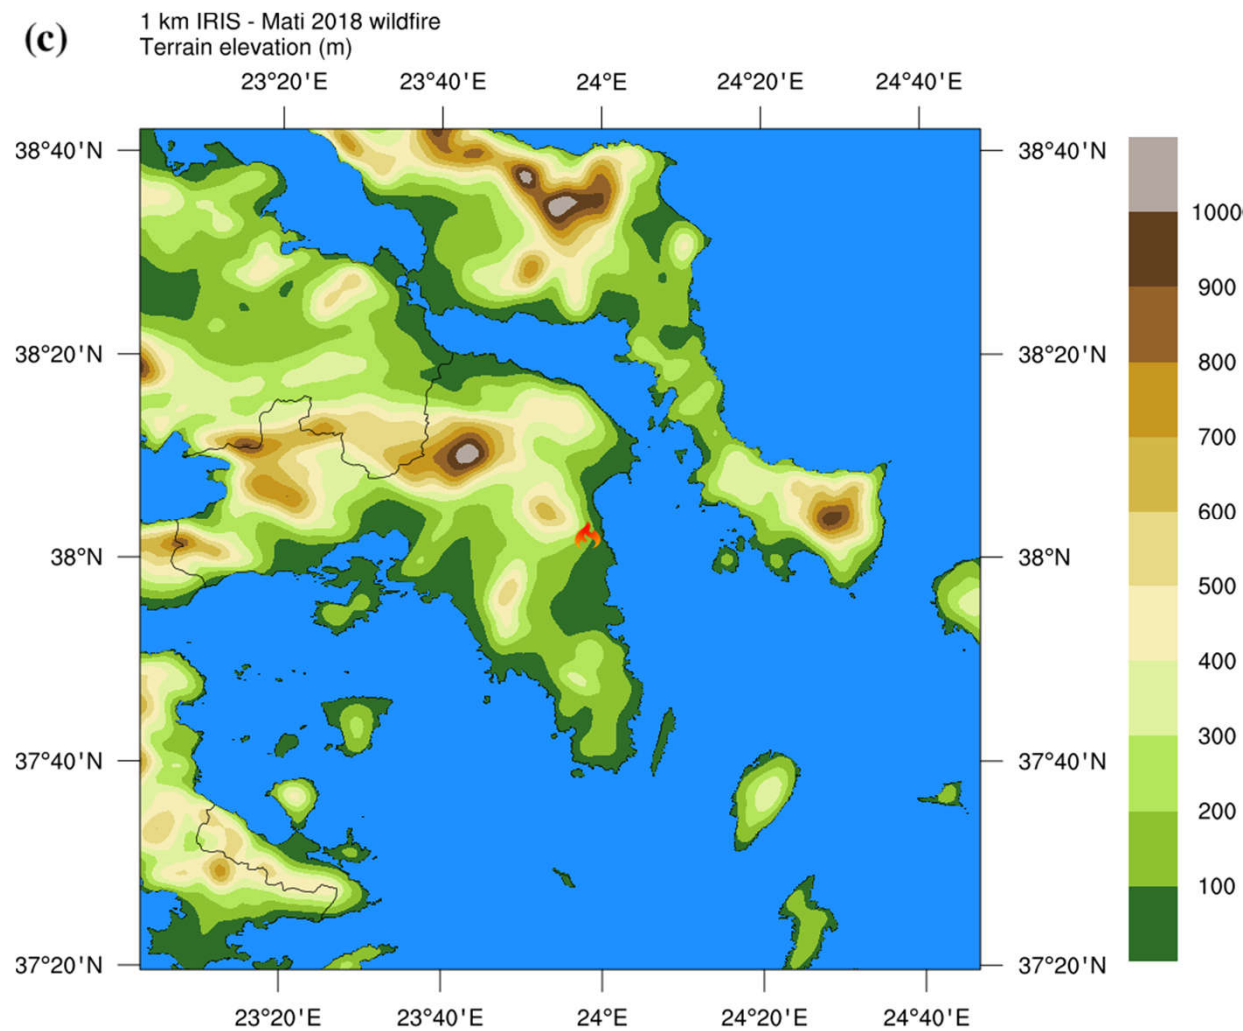 (c)
1 km IRIS - Mati 2018 wildfire
Terrain elevation (m)
23°20'E 23°40'E 24°E 24°20'E 24°40'E
38°40'N 38°40'N
38°20'N 38°20'N
38°N 38°N
37°40'N 37°40'N
37°20'N 37°20'N
23°20'E 23°40'E 24°E 24°20'E 24°40'E
1000
900
800
700
600
500
400
300
200
100